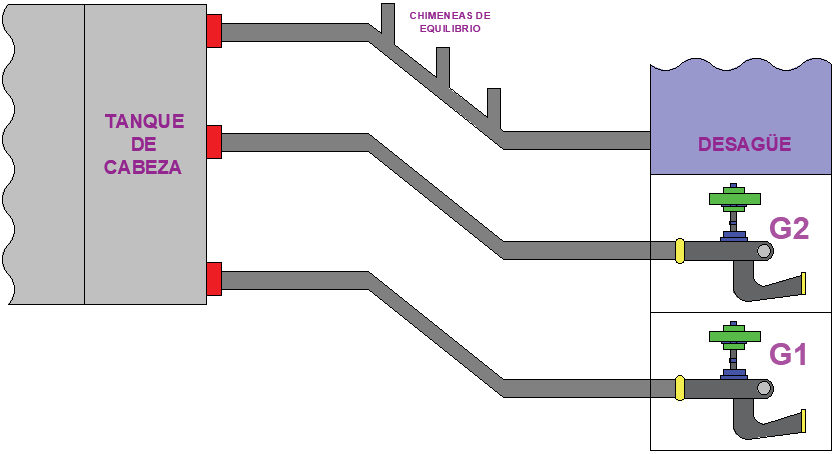 CHIMENEAS DE
EQUILIBRIO
TANQUE
DE
CABEZA
DESAGÜE
G2
G1